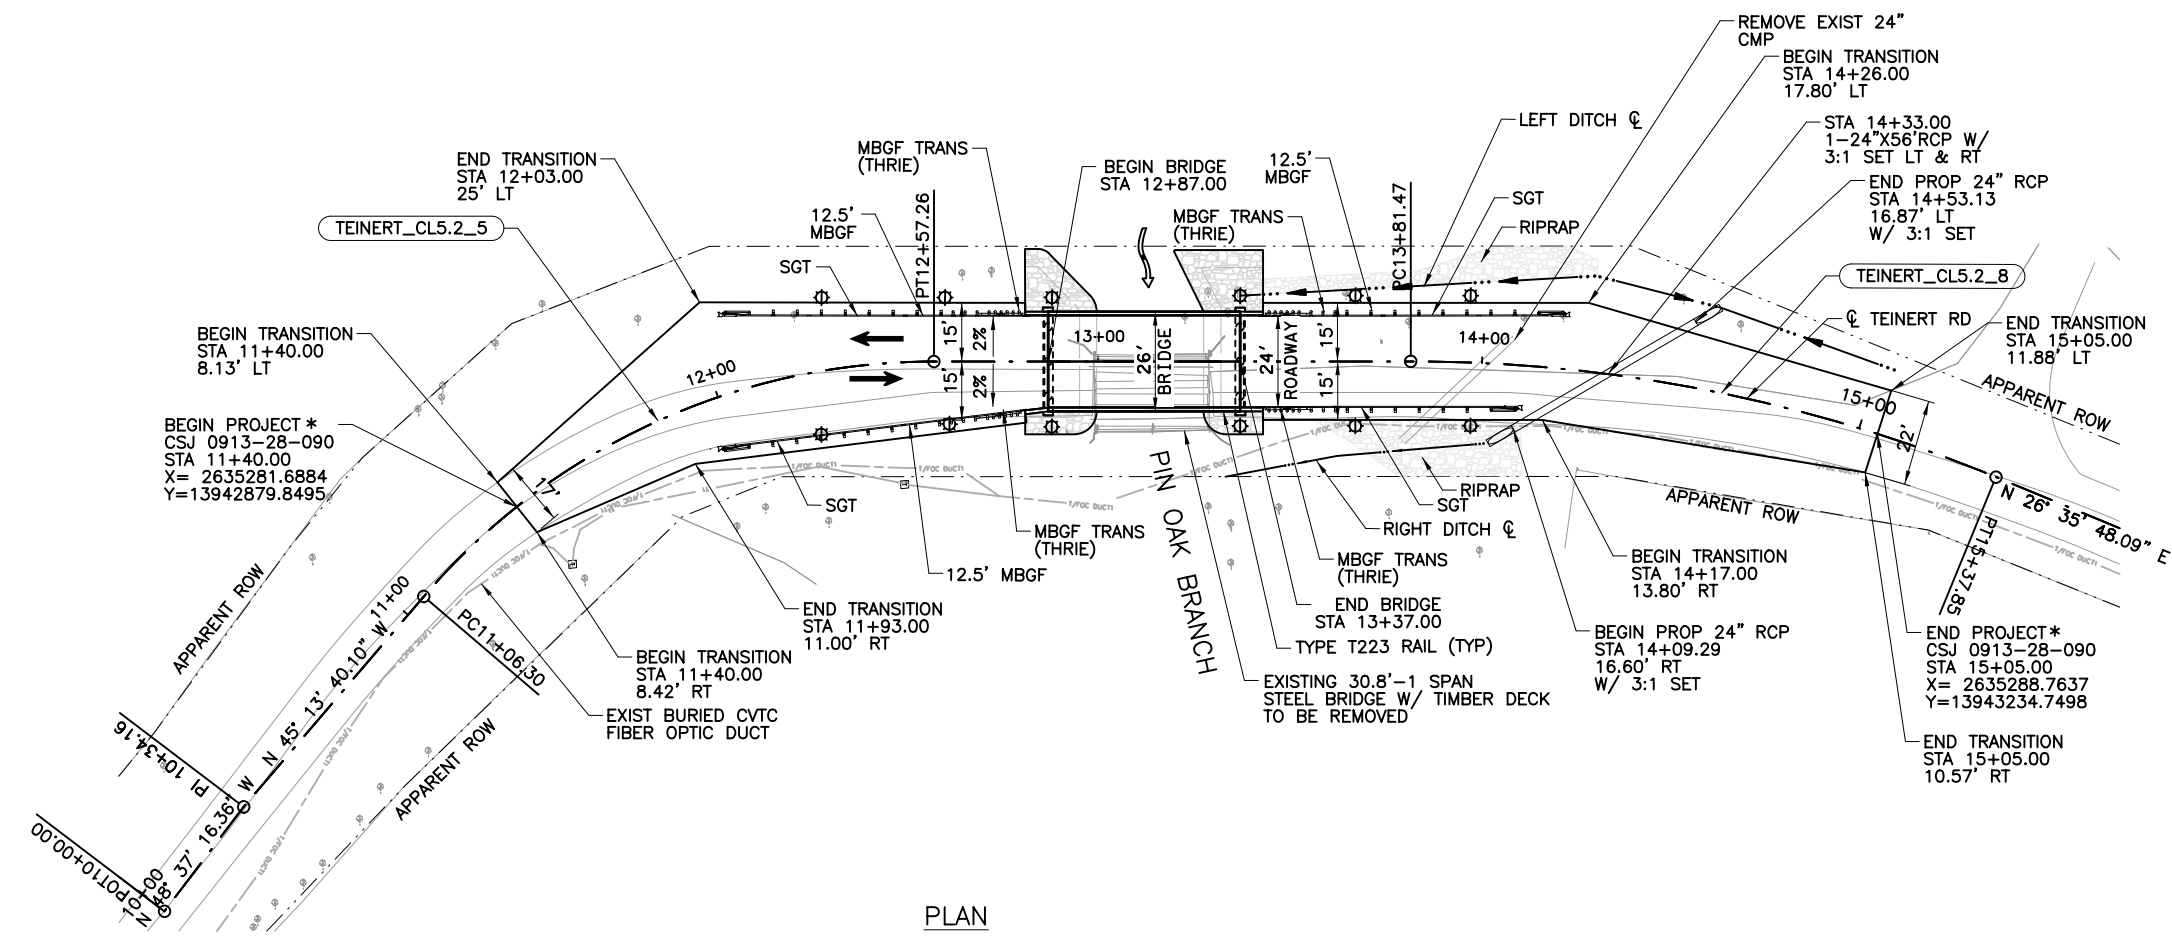 REMOVE EXIST 24"
CMP
BEGIN TRANSITION
STA 14+26.00
17.80' LT
LEFT DITCH ℄
STA 14+33.00
1-24"X56'RCP W/
3:1 SET LT & RT
END PROP 24" RCP
STA 14+53.13
16.87' LT
W/ 3:1 SET
END TRANSITION
STA 12+03.00
25' LT
MBGF TRANS
(THRIE)
BEGIN BRIDGE
STA 12+87.00
12.5'
MBGF
SGT
RIPRAP
TEINERT_CL5.2_5
12.5'
MBGF
PT12+57.26
MBGF TRANS
(THRIE)
PC13+81.47
SGT
TEINERT_CL5.2_8
℄ TEINERT RD
END TRANSITION
STA 15+05.00
11.88' LT
BEGIN TRANSITION
STA 11+40.00
8.13' LT
15'
2%
13+00
26'
BRIDGE
24'
ROADWAY
15'
14+00
12+00
15'
2%
15'
APPARENT ROW
15+00
22'
BEGIN PROJECT*
CSJ 0913-28-090
STA 11+40.00
X= 2635281.6884
Y=13942879.8495
17'
T/FOC DUCT1
T/FOC DUCT1
T/FOC DUCT1
T/FOC DUCT1
SGT
PIN OAK BRANCH
RIPRAP
SGT
RIGHT DITCH ℄
APPARENT ROW
N 26° 35' 48.09" E
PT15+37.85
MBGF TRANS
(THRIE)
12.5' MBGF
MBGF TRANS
(THRIE)
BEGIN TRANSITION
STA 14+17.00
13.80' RT
APPARENT ROW
11+00
PC11+06.30
END TRANSITION
STA 11+93.00
11.00' RT
END BRIDGE
STA 13+37.00
TYPE T223 RAIL (TYP)
BEGIN PROP 24" RCP
STA 14+09.29
16.60' RT
W/ 3:1 SET
END PROJECT*
CSJ 0913-28-090
STA 15+05.00
X= 2635288.7637
Y=13943234.7498
BEGIN TRANSITION
STA 11+40.00
8.42' RT
EXISTING 30.8'-1 SPAN
STEEL BRIDGE W/ TIMBER DECK
TO BE REMOVED
N 45° 13' 40.10" W
EXIST BURIED CVTC
FIBER OPTIC DUCT
END TRANSITION
STA 15+05.00
10.57' RT
PI 10+34.16
APPARENT ROW
N 48° 37' 16.36" W
POT10+00.00
10+00
PLAN